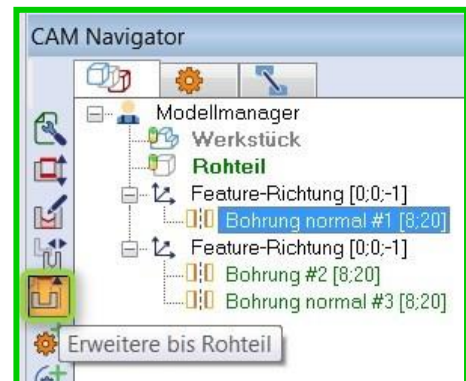 CAM Navigator
Modellmanager
Werkstück
Rohteil
Feature-Richtung [0;0;-1]
Bohrung normal #1 [8;20]
Feature-Richtung [0;0;-1]
Bohrung #2 [8;20]
Bohrung normal #3 [8;20]
Erweitere bis Rohteil